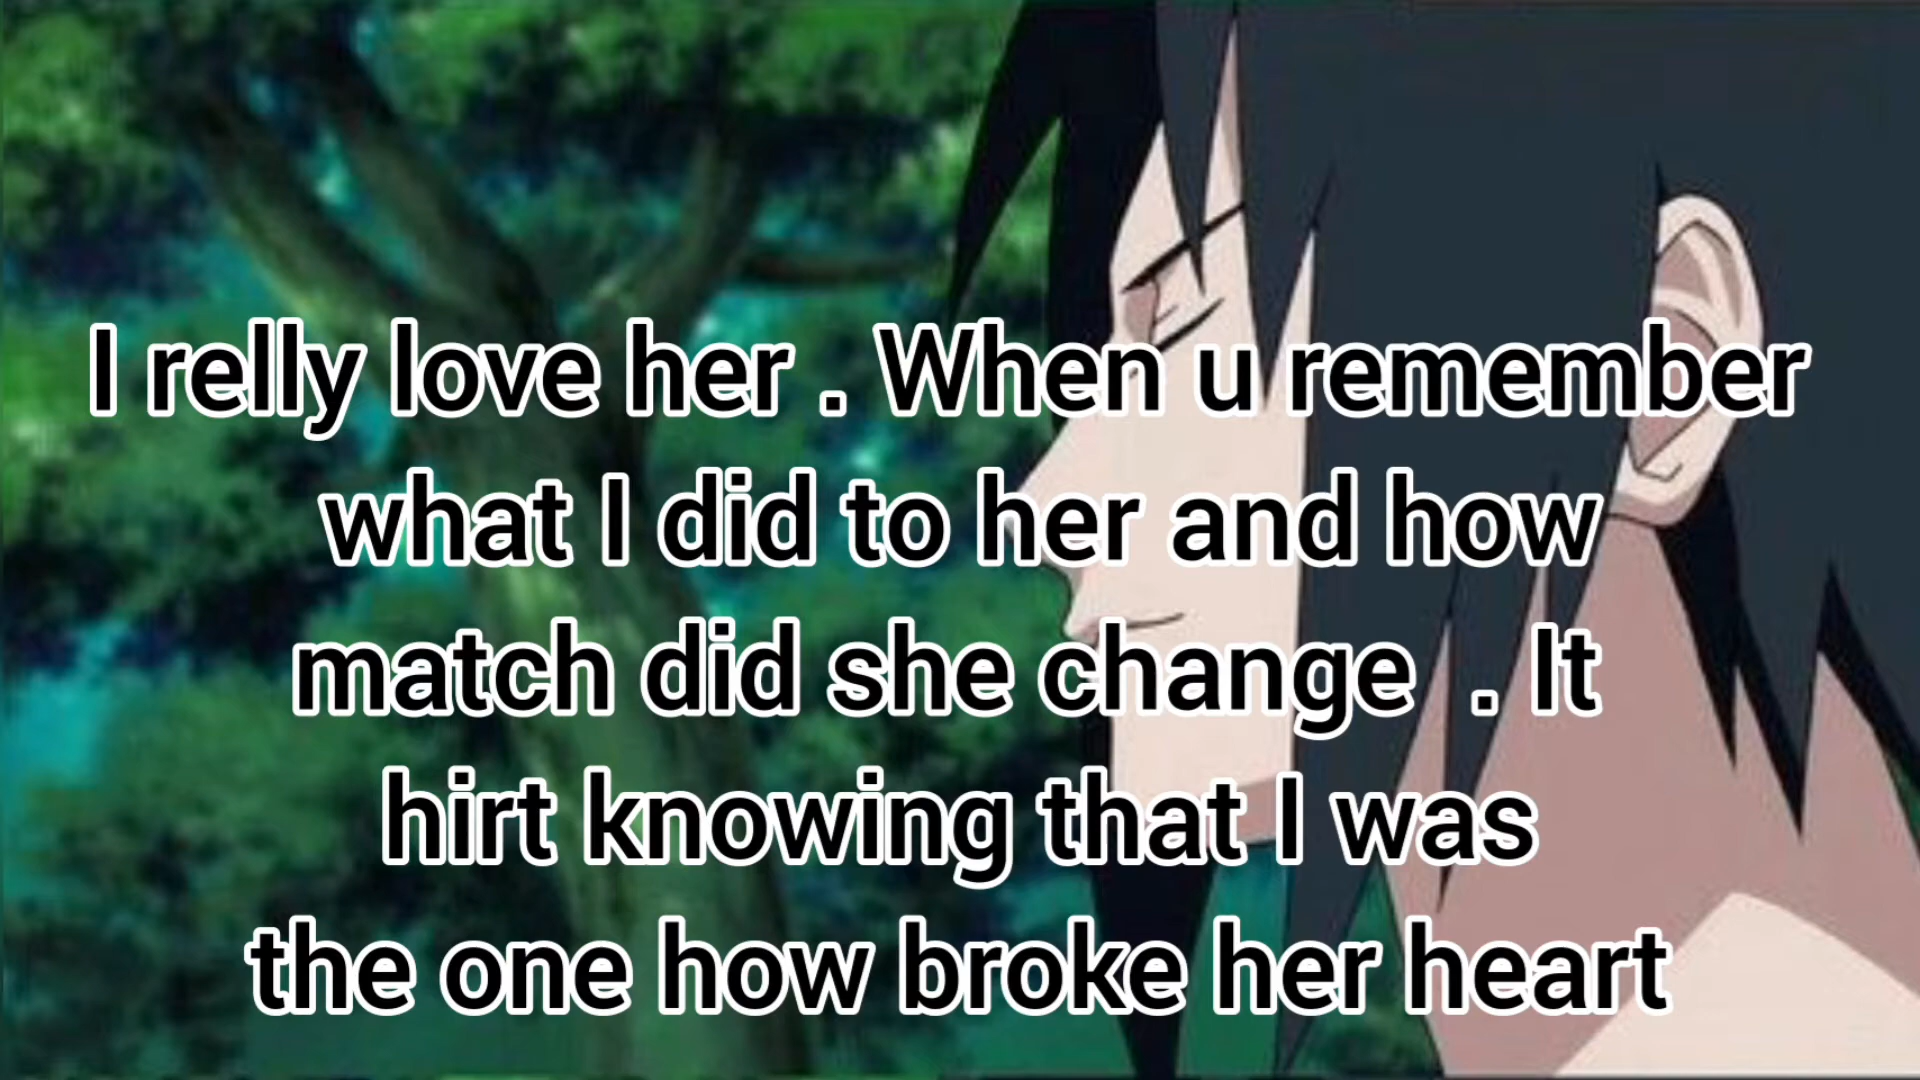 I relly love her . When u remember
what I did to her and how
match did she change . It
hirt knowing that I was
the one how broke her heart